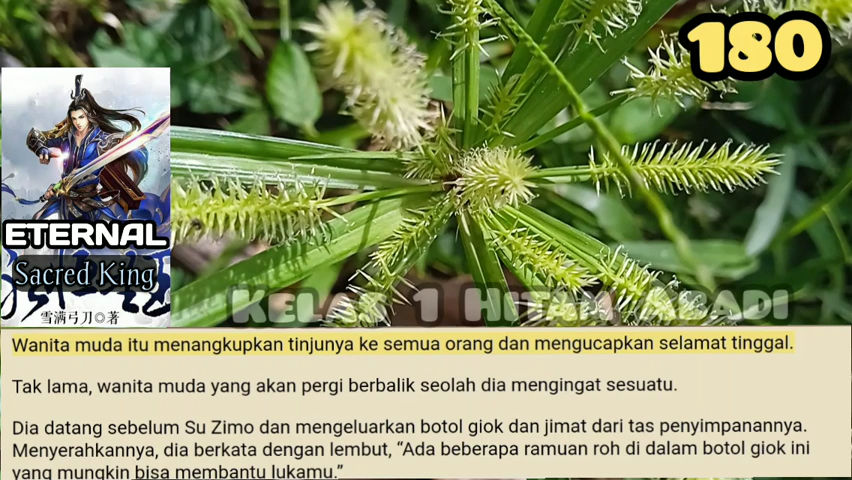 180
ETERNAL
Sacred King
雪满弓刀◎著
Kelas 1 Hitam Abadi
Wanita muda itu menangkupkan tinjunya ke semua orang dan mengucapkan selamat tinggal.
Tak lama, wanita muda yang akan pergi berbalik seolah dia mengingat sesuatu.
Dia datang sebelum Su Zimo dan mengeluarkan botol giok dan jimat dari tas penyimpanannya.
Menyerahkannya, dia berkata dengan lembut, “Ada beberapa ramuan roh di dalam botol giok ini
yang mungkin bisa membantu lukamu.”